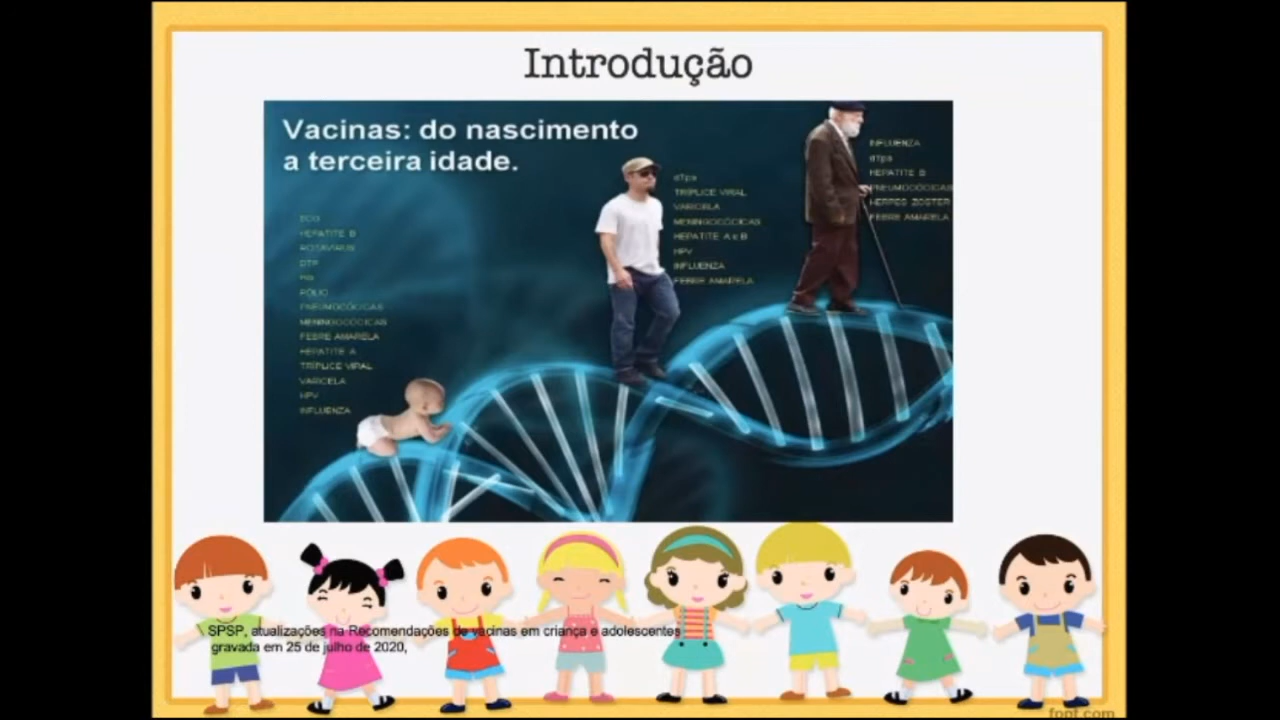 Introdução
Vacinas: do nascimento
a terceira idade.
BCG
HEPATITE B
ROTAVIRUS
DTP
Hib
PÓLIO
PNEUMOCÓCICAS
MENINGOCÓCICAS
FEBRE AMARELA
HEPATITE A
TRÍPLICE VIRAL
VARICELA
HPV
INFLUENZA
dTpa
TRÍPLICE VIRAL
VARICELA
MENINGOCÓCICAS
HEPATITE A e B
HPV
INFLUENZA
FEBRE AMARELA
INFLUENZA
dTpa
HEPATITE B
PNEUMOCÓCICAS
HERPES ZOSTER
FEBRE AMARELA
SPSP, atualizações na Recomendações de vacinas em criança e adolescentes
gravada em 25 de julho de 2020,